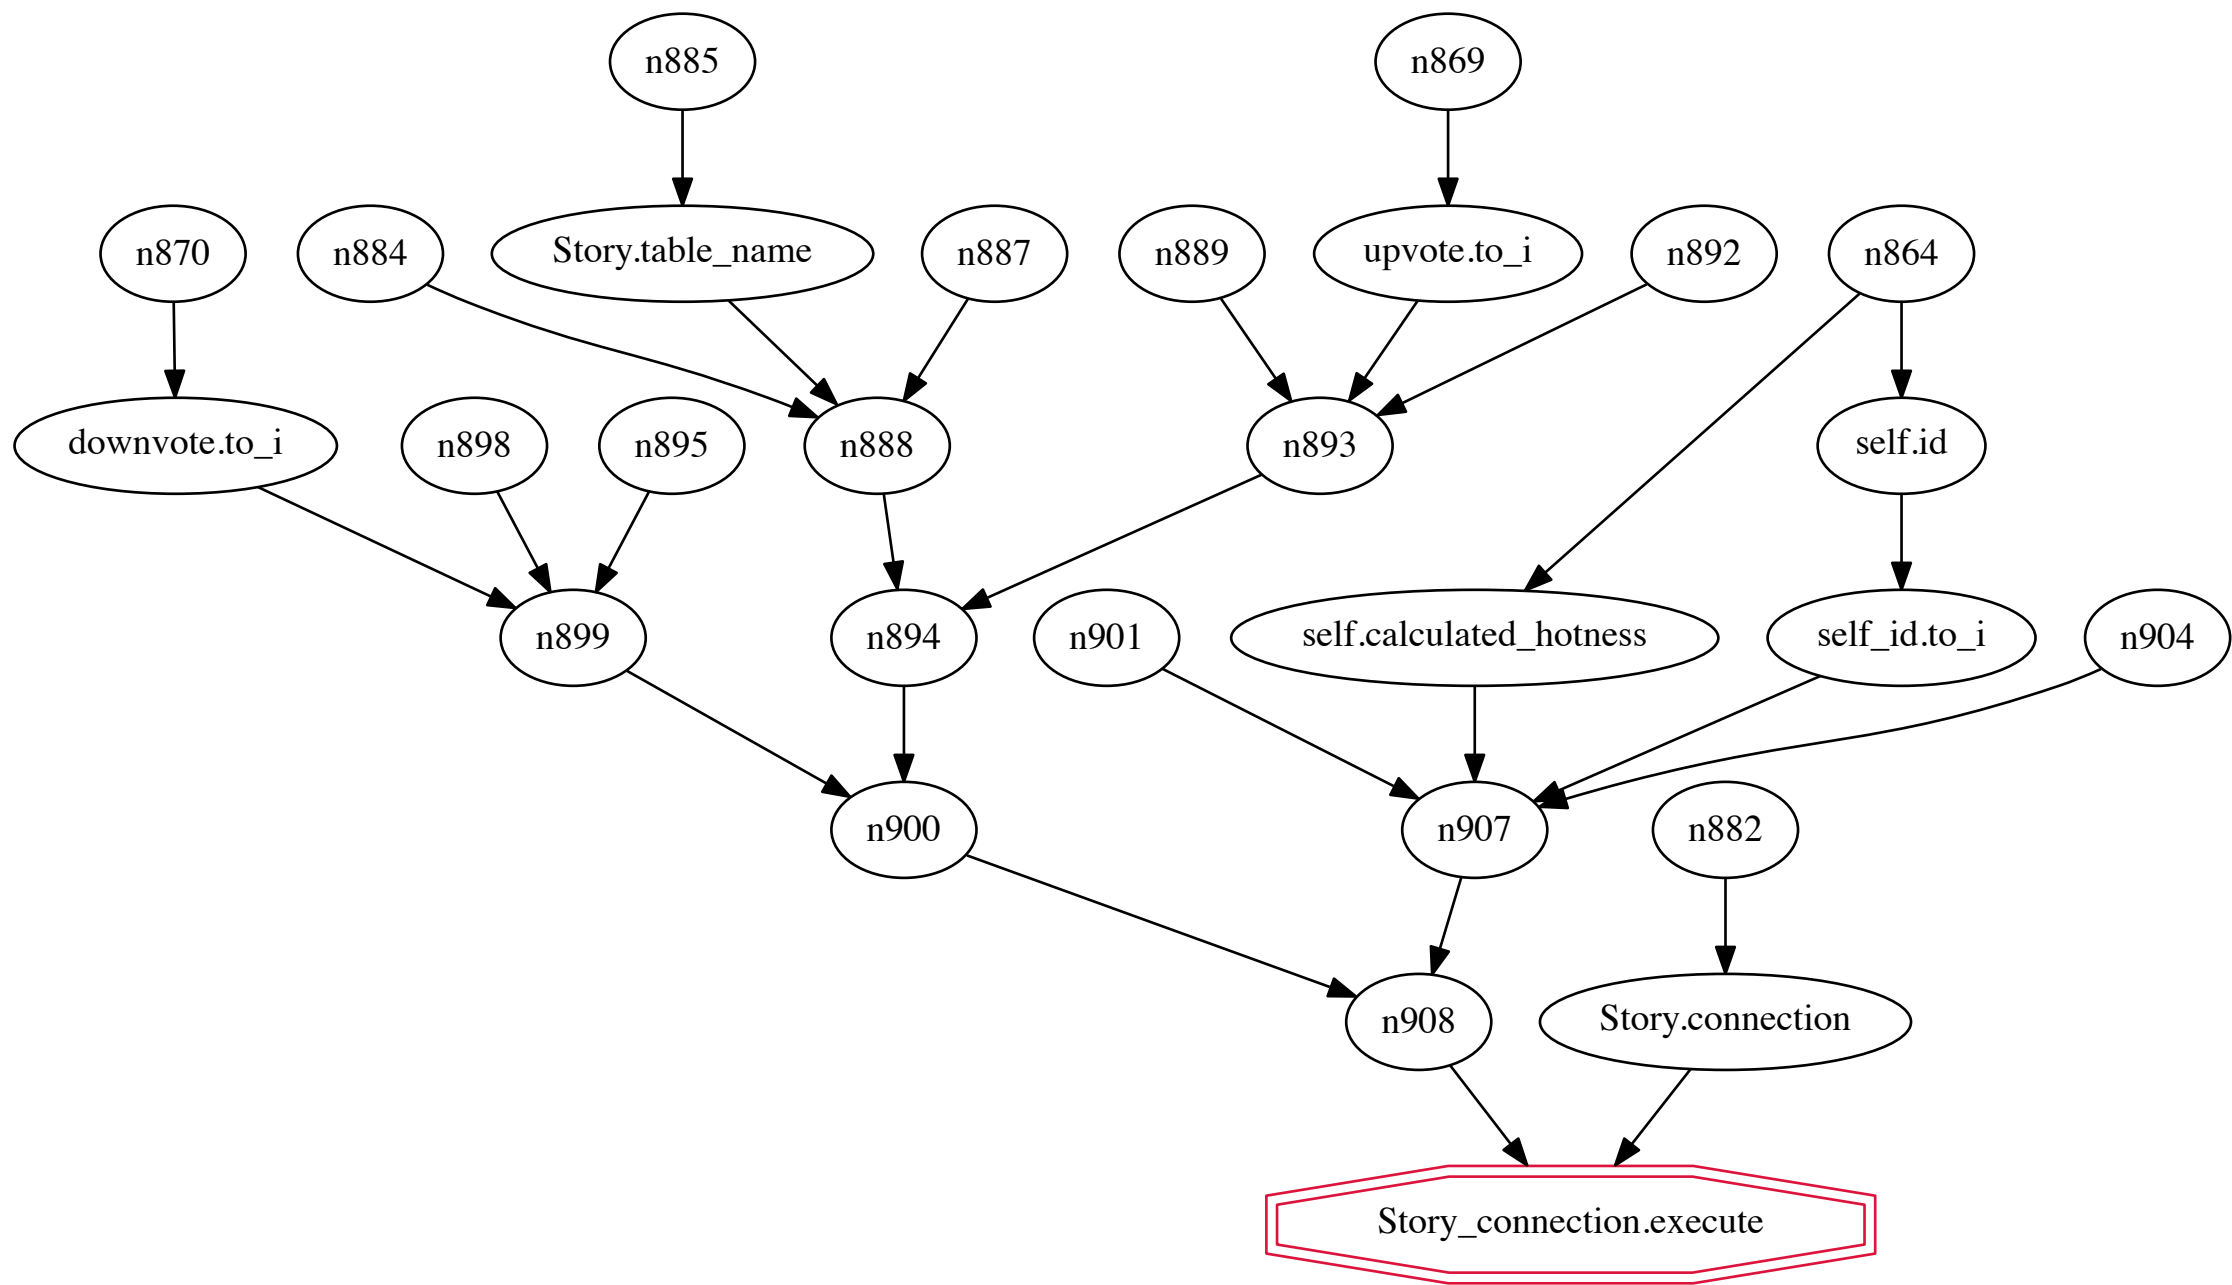 n885
n869
n870
n884
Story.table_name
n887
n889
upvote.to_i
n892
n864
downvote.to_i
n898
n895
n888
n893
self.id
n899
n894
n901
self.calculated_hotness
self_id.to_i
n904
n900
n907
n882
n908
Story.connection
Story_connection.execute